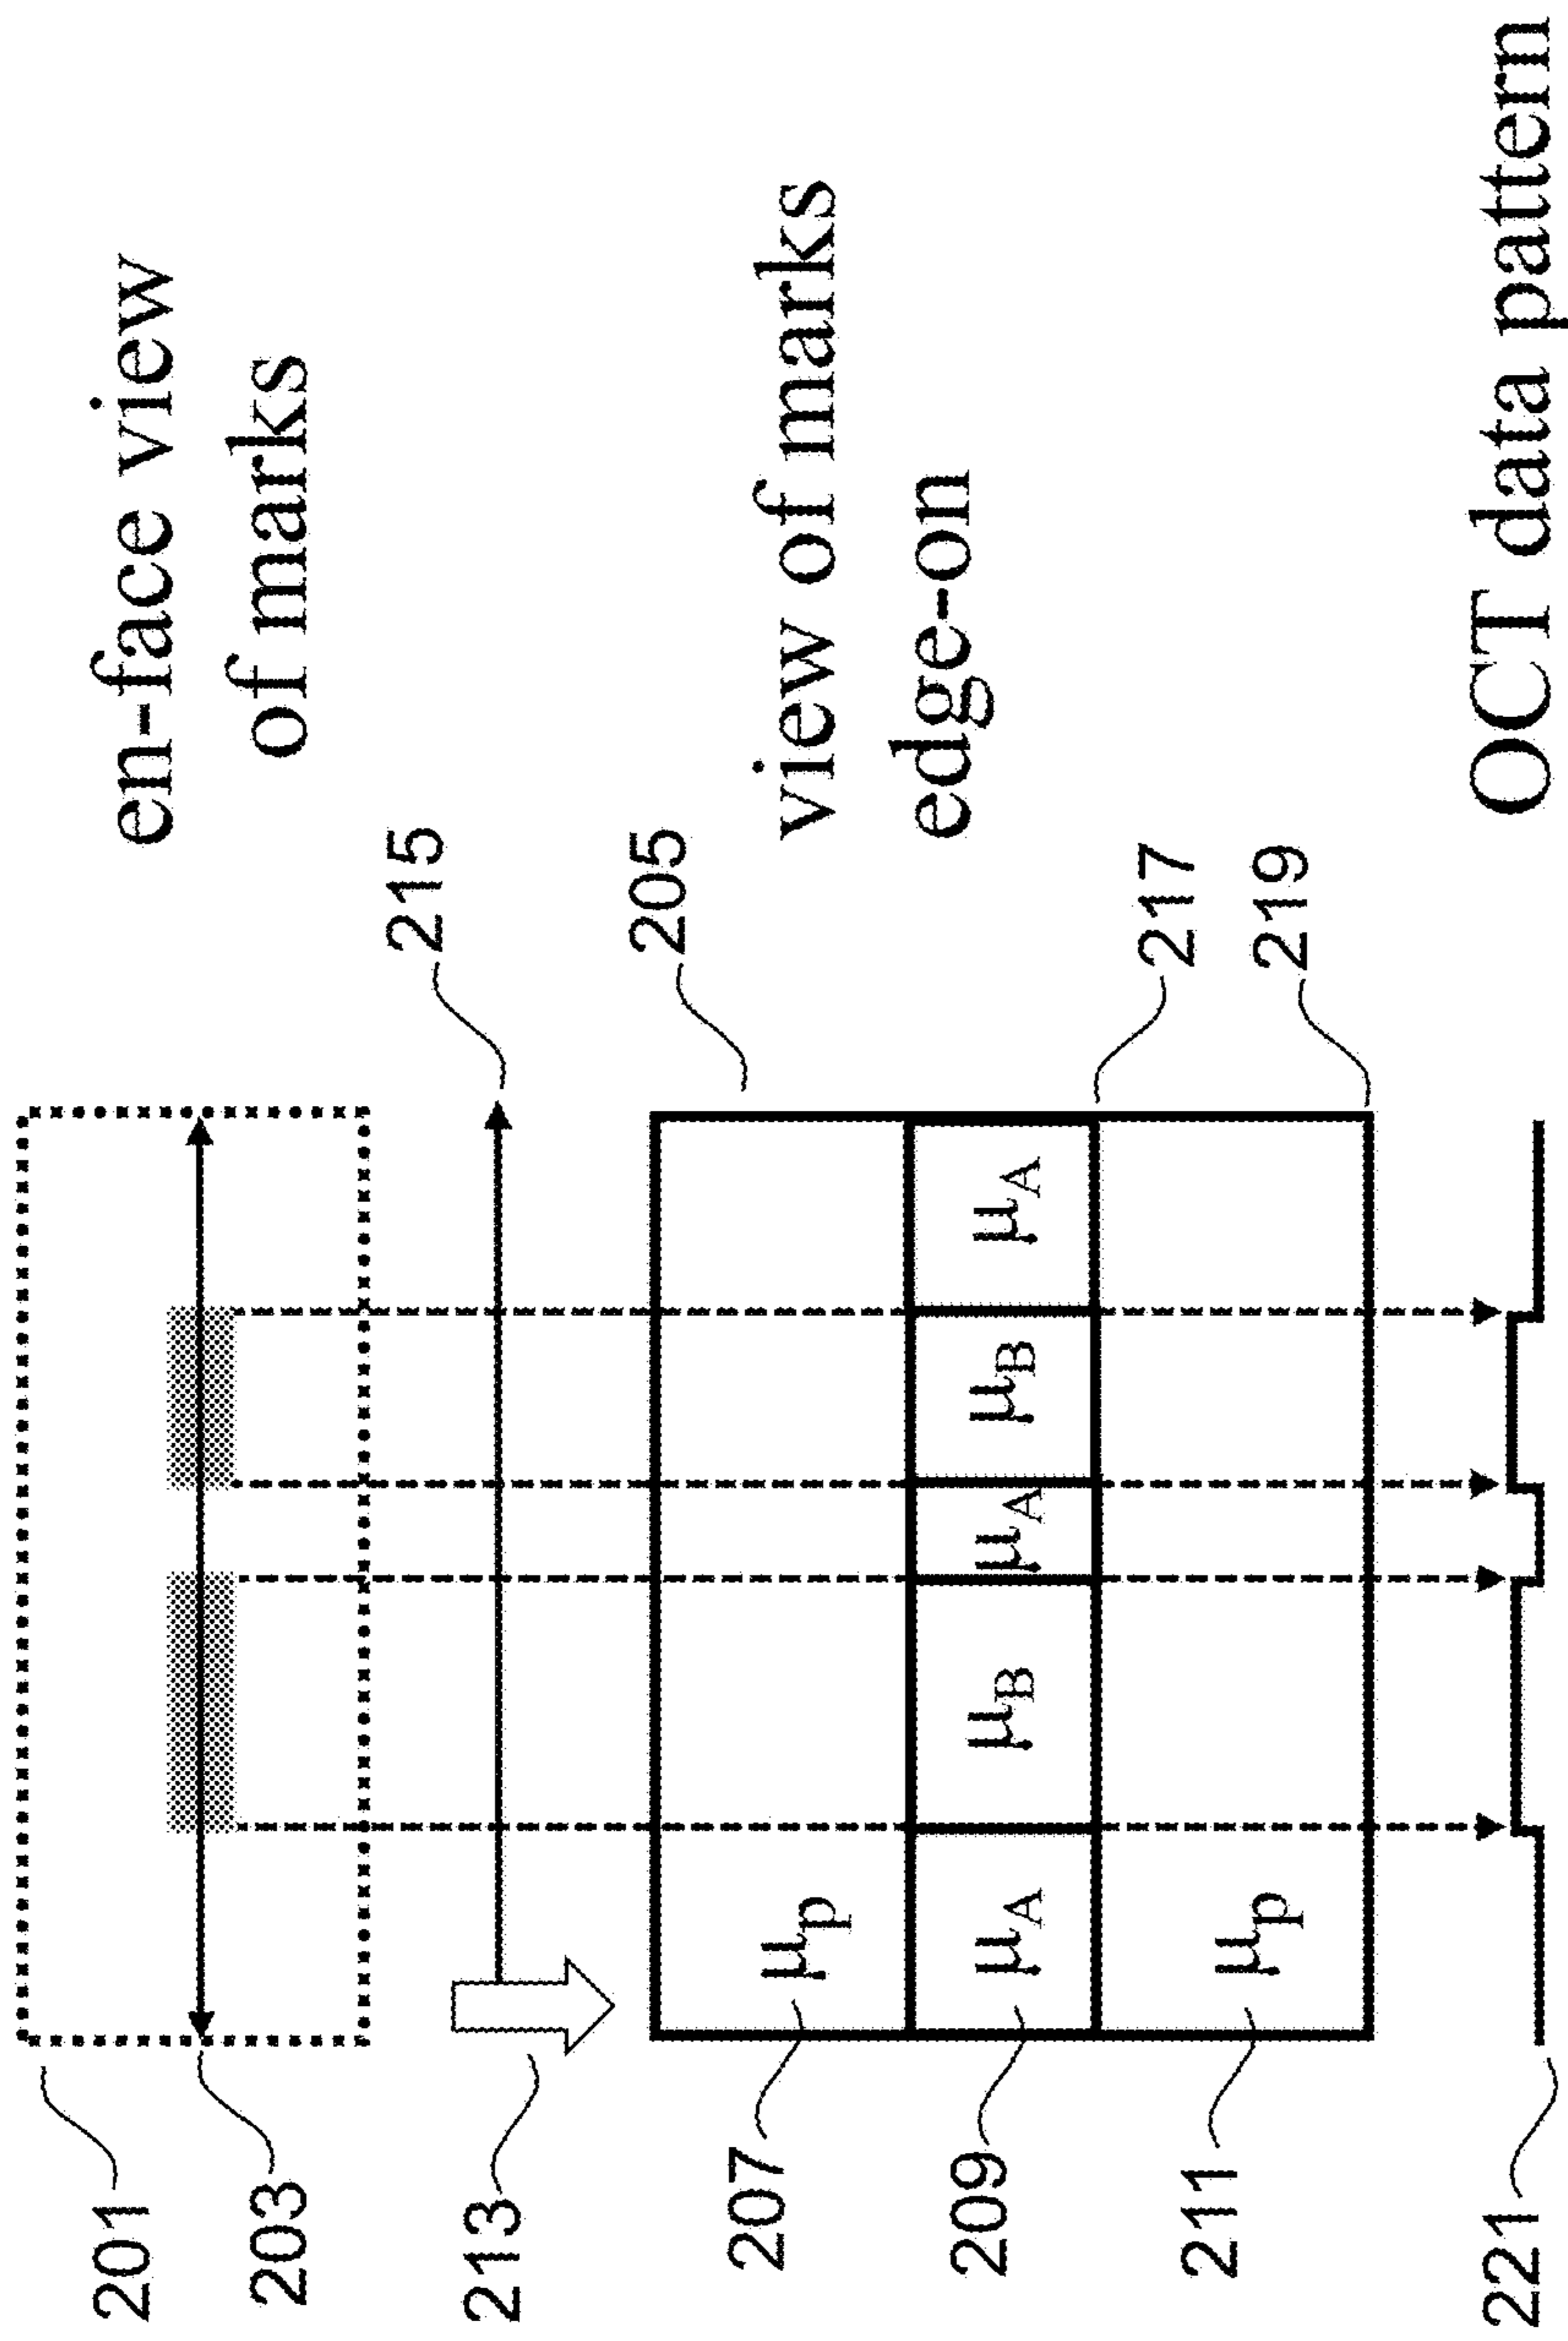 201
203
en-face view
of marks
213
215
205
207
μp
view of marks
edge-on
209
μA μB μA μB μA
217
211
μp
219
221
OCT data pattern